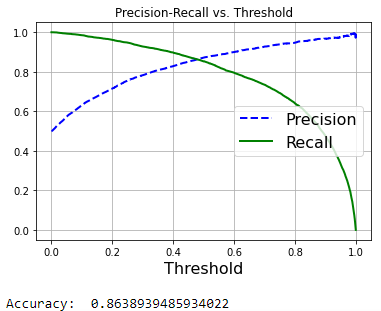 Precision-Recall vs. Threshold
1.0
0.8
0.6
0.4
0.2
0.0
Precision
Recall
0.0 0.2 0.4 0.6 0.8 1.0
Threshold
Accuracy: 0.8638939485934022